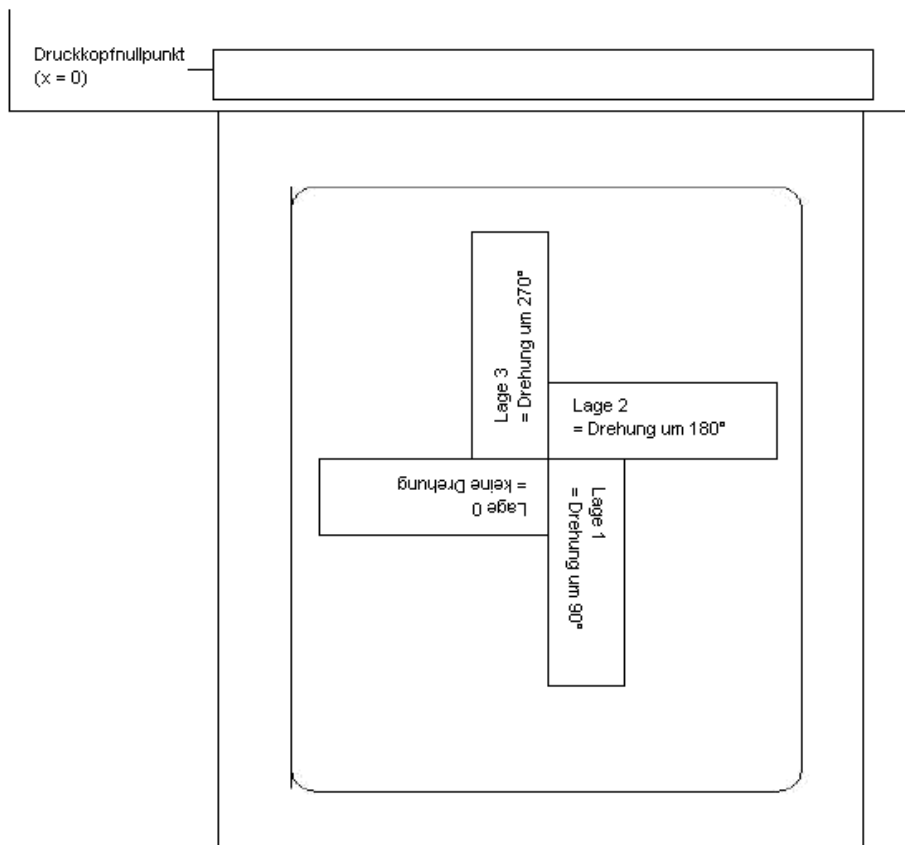 Druckkopfnullpunkt
(x = 0)
Lage 3
= Drehung um 270°
Lage 2
= Drehung um 180°
Lage 0
= keine Drehung
Lage 1
= Drehung um 90°